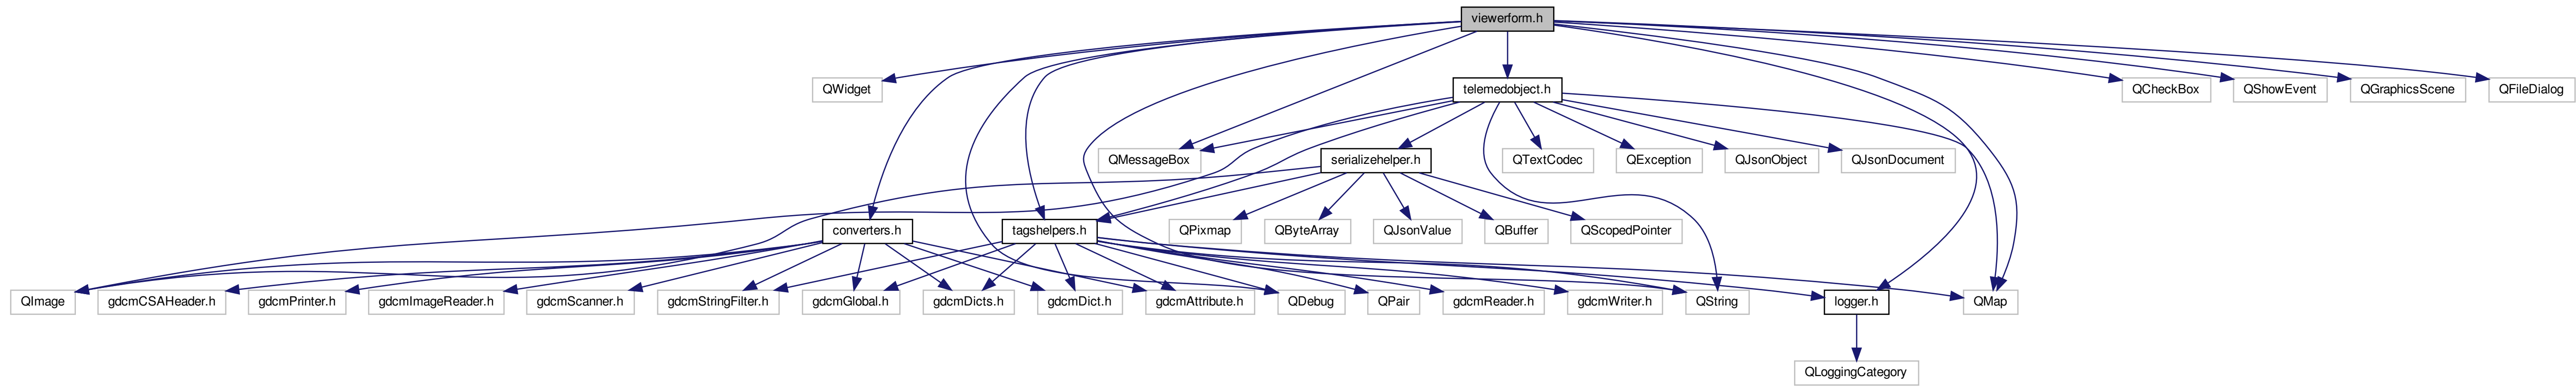 viewerform.h
QWidget
telemedobject.h
QCheckBox
QShowEvent
QGraphicsScene
QFileDialog
QMessageBox
serializehelper.h
QTextCodec
QException
QJsonObject
QJsonDocument
converters.h
tagshelpers.h
QPixmap
QByteArray
QJsonValue
QBuffer
QScopedPointer
QImage
gdcmCSAHeader.h
gdcmPrinter.h
gdcmImageReader.h
gdcmScanner.h
gdcmStringFilter.h
gdcmGlobal.h
gdcmDicts.h
gdcmDict.h
gdcmAttribute.h
QDebug
QPair
gdcmReader.h
gdcmWriter.h
QString
logger.h
QMap
QLoggingCategory